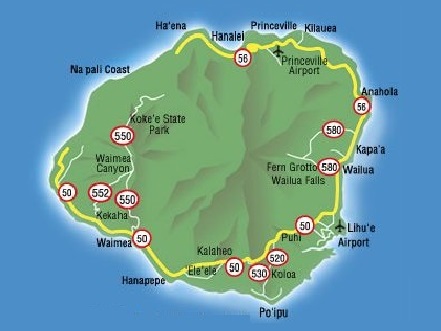 Ha'ena
Princeville
Kilauea
Hanalei
56
Princeville
Airport
Na pali Coast
Anahola
56
Koke'e State
Park
550
580
Kapa'a
Waimea
Canyon
Fern Grotto
580
Wailua
Wailua Falls
50
552
550
Kekaha
50
Lihu'e
Airport
Puhi
Waimea
50
Kalaheo
520
Hanapepe
'Ele'ele
50
530
Koloa
Po'ipu